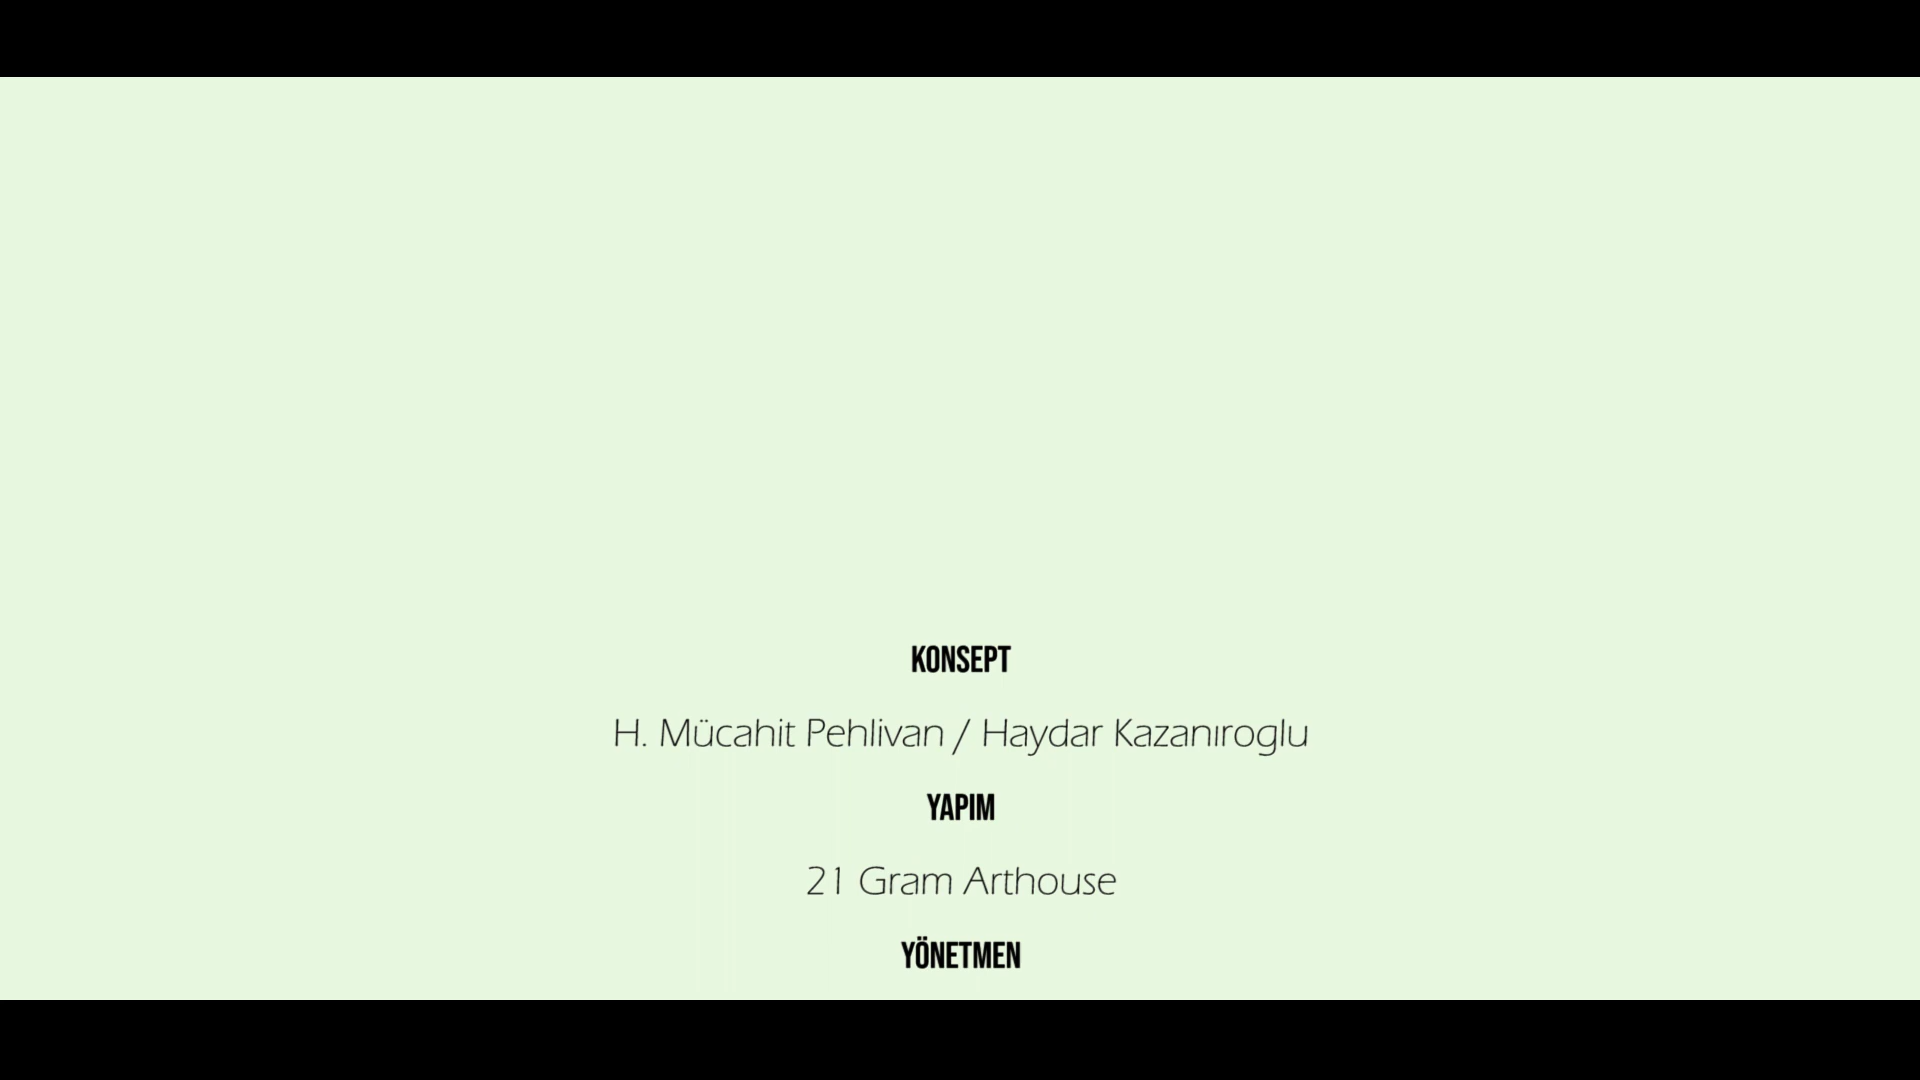 KONSEPT
H. Mücahit Pehlivan / Haydar Kazanıroglu
YAPIM
21 Gram Arthouse
YÖNETMEN